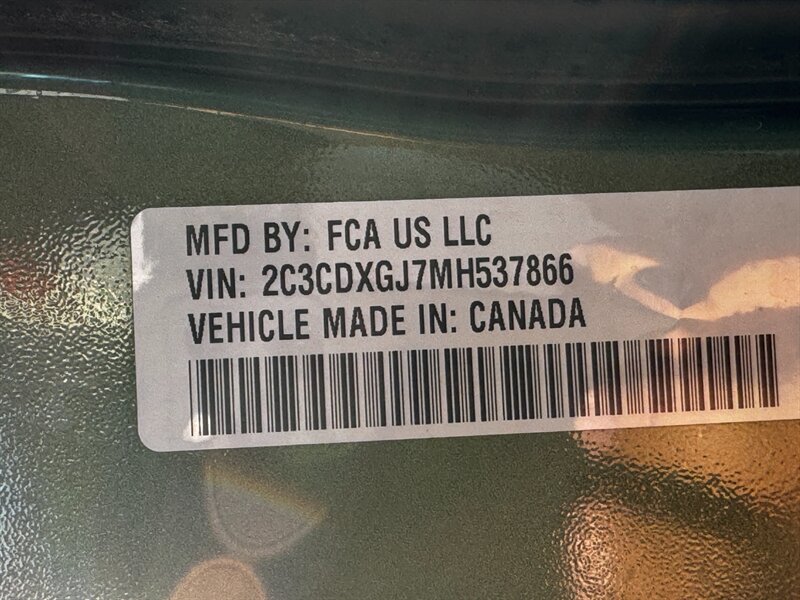 MFD BY: FCA US LLC
VIN: 2C3CDXGJ7MH537866
VEHICLE MADE IN: CANADA